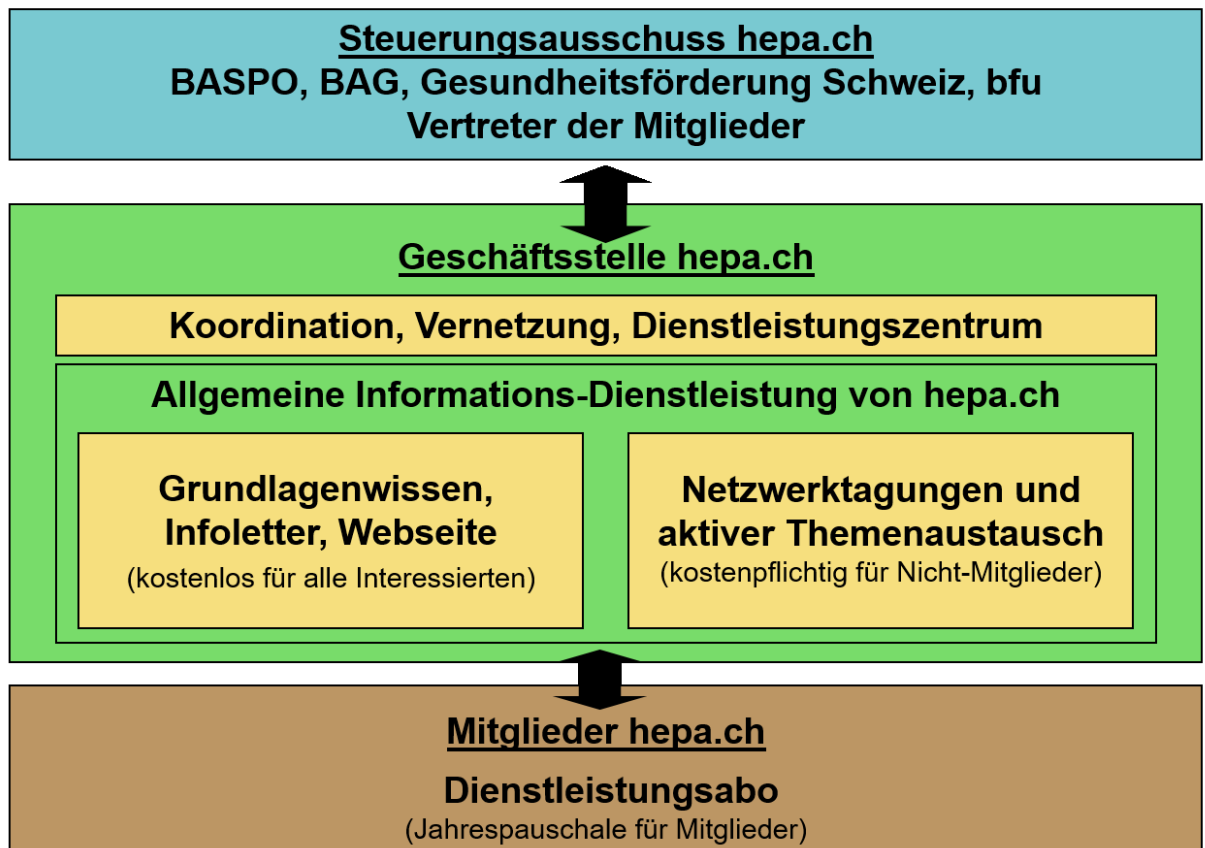 Steuerungsausschuss hepa.ch
BASPO, BAG, Gesundheitsförderung Schweiz, bfu
Vertreter der Mitglieder
Geschäftsstelle hepa.ch
Koordination, Vernetzung, Dienstleistungszentrum
Allgemeine Informations-Dienstleistung von hepa.ch
Grundlagenwissen,
Infoletter, Webseite
(kostenlos für alle Interessierten)
Netzwerktagungen und
aktiver Themenaustausch
(kostenpflichtig für Nicht-Mitglieder)
Mitglieder hepa.ch
Dienstleistungsabo
(Jahrespauschale für Mitglieder)